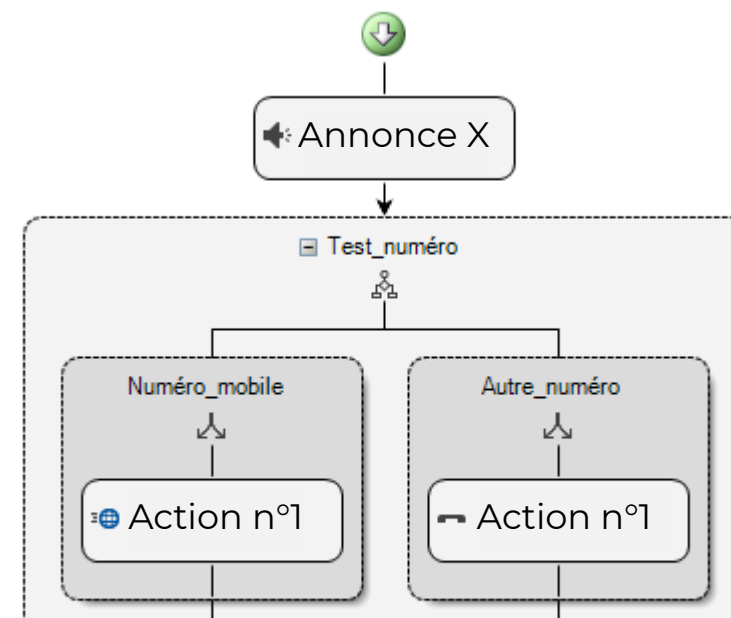 Annonce X
Test_numéro
Numéro_mobile
Autre_numéro
Action n°1
Action n°1